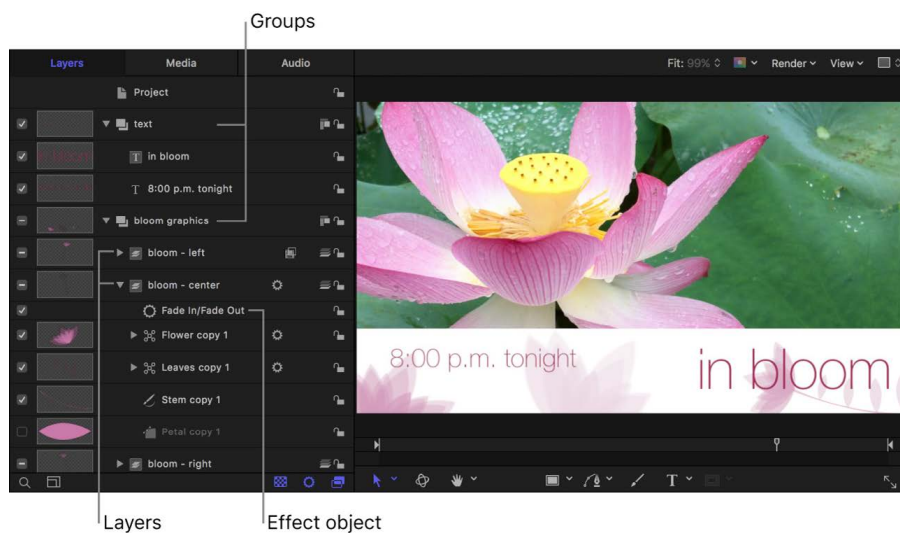 Groups
Layers Media Audio
Fit: 99% Render View
Project
text
in bloom
in bloom
8:00 p.m. tonight
bloom graphics
bloom - left
bloom - center
Fade In/Fade Out
Flower copy 1
Leaves copy 1
Stem copy 1
Petal copy 1
bloom - right
8:00 p.m. tonight
in bloom
T
Layers
Effect object